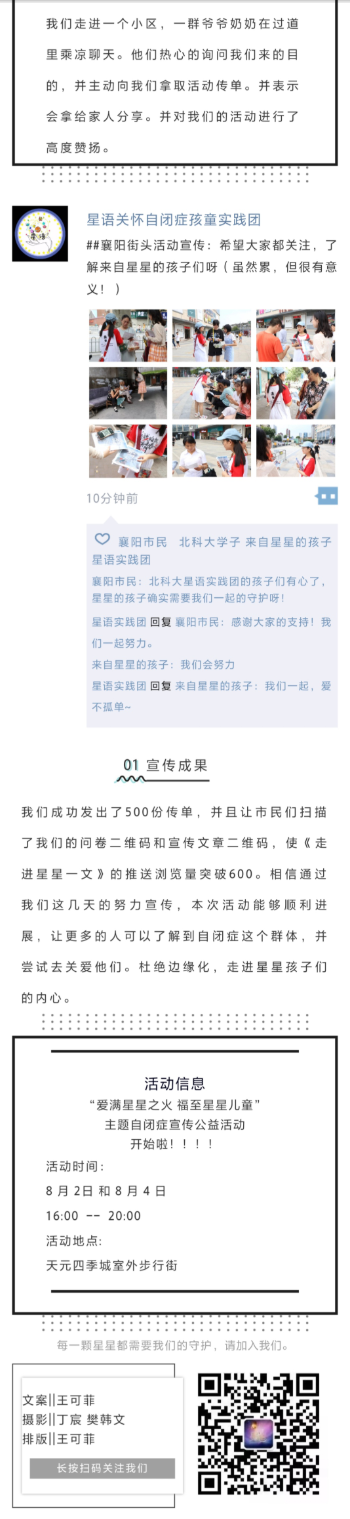 我们走进一个小区，一群爷爷奶奶在过道
里乘凉聊天。他们热心的询问我们来的目
的，并主动向我们拿取活动传单。并表示
会拿给家人分享。并对我们的活动进行了
高度赞扬。
星语关怀自闭症孩童实践团
##襄阳街头活动宣传：希望大家都关注，了
解来自星星的孩子们呀（虽然累，但很有意
义！）
10分钟前
襄阳市民 北科大学子 来自星星的孩子
星语实践团
襄阳市民：北科大星语实践团的孩子们有心了，
星星的孩子确实需要我们一起的守护呀！
星语实践团 回复 襄阳市民：感谢大家的支持！我
们一起努力。
来自星星的孩子：我们会努力
星语实践团 回复 来自星星的孩子：我们一起，爱
不孤单~
01 宣传成果
我们成功发出了500份传单，并且让市民们扫描
了我们的问卷二维码和宣传文章二维码，使《走
进星星一文》的推送浏览量突破600。相信通过
我们这几天的努力宣传，本次活动能够顺利进
展，让更多的人可以了解到自闭症这个群体，并
尝试去关爱他们。杜绝边缘化，走进星星孩子们
的内心。
活动信息
“爱满星星之火 福至星星儿童”
主题自闭症宣传公益活动
开始啦！！！！
活动时间：
8 月 2日 和 8 月 4 日
16:00 -- 20:00
活动地点:
天元四季城室外步行街
每一颗星星都需要我们的守护，请加入我们。
文案||王可菲
摄影||丁宸 樊韩文
排版||王可菲
长按扫码关注我们